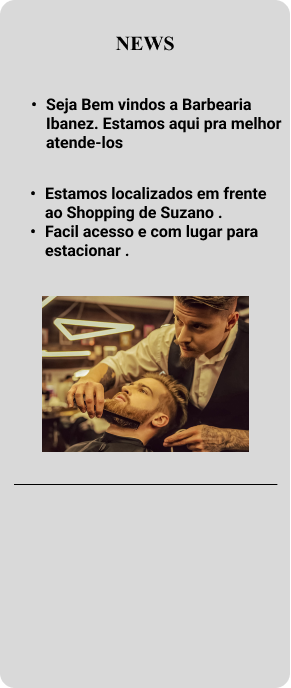 NEWS
• Seja Bem vindos a Barbearia
Ibanez. Estamos aqui pra melhor
atende-los
• Estamos localizados em frente
ao Shopping de Suzano .
• Facil acesso e com lugar para
estacionar .